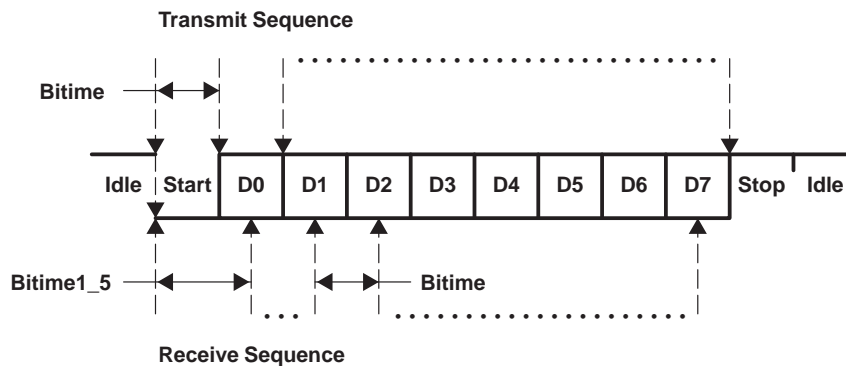 Transmit Sequence
Bitime
Idle Start D0 D1 D2 D3 D4 D5 D6 D7 Stop Idle
Bitime1_5 Bitime
Receive Sequence